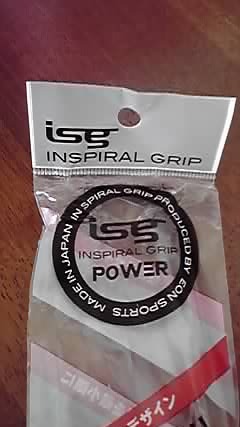 isg
INSPIRAL GRIP
MADE IN JAPAN INSPIRAL GRIP PRODUCED BY EON SPORTS
isg
INSPIRAL GRIP
POWER
デザイン